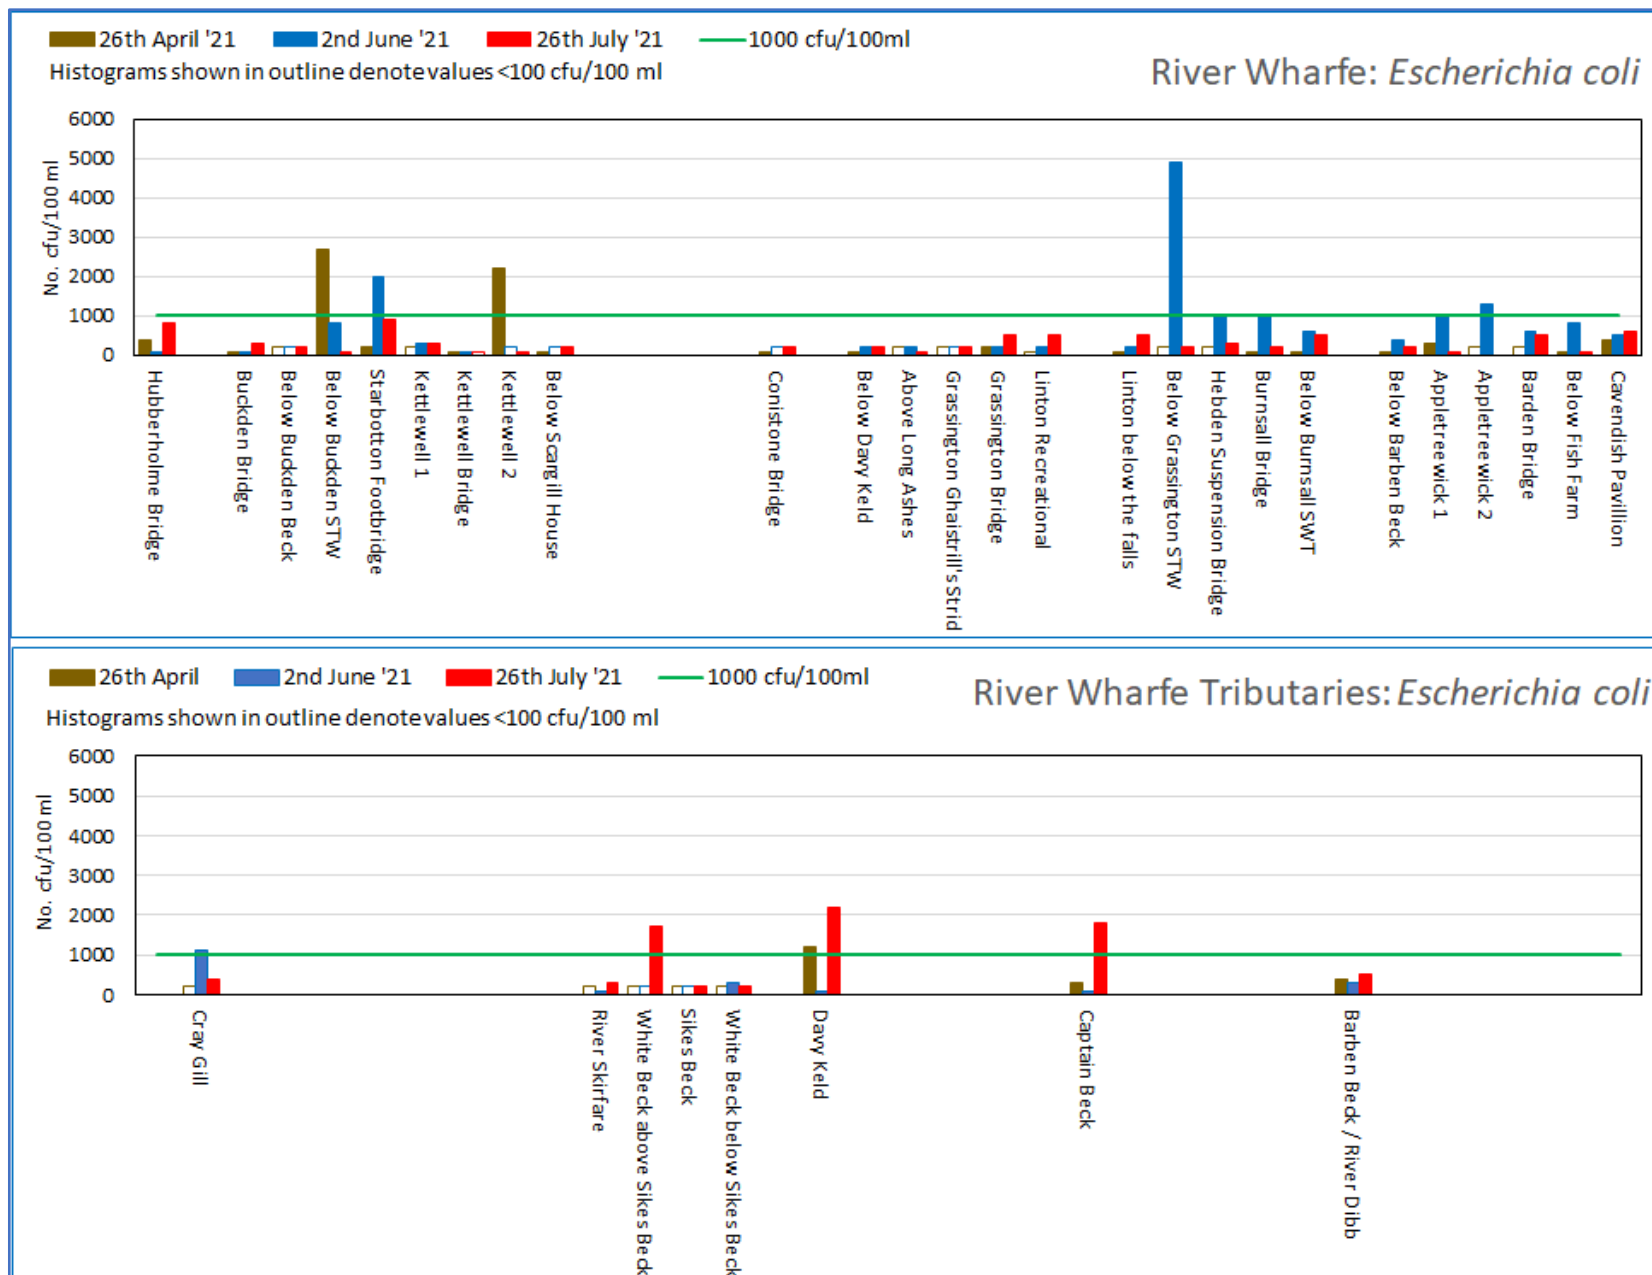 26th April '21 2nd June '21 26th July '21 1000 cfu/100ml
Histograms shown in outline denote values <100 cfu/100 ml
River Wharfe: Escherichia coli
No. cfu/100 ml
6000
5000
4000
3000
2000
1000
0
Hubberholme Bridge
Buckden Bridge
Below Buckden Beck
Below Buckden STW
Starbotton Footbridge
Kettlewell 1
Kettlewell Bridge
Kettlewell 2
Below Scargill House
Conistone Bridge
Below Davy Keld
Above Long Ashes
Grassington Ghaistrill's Strid
Grassington Bridge
Linton Recreational
Linton below the falls
Below Grassington STW
Hebden Suspension Bridge
Burnsall Bridge
Below Burnsall SWT
Below Barben Beck
Appletreewick 1
Appletreewick 2
Barden Bridge
Below Fish Farm
Cavendish Pavillion
26th April 2nd June '21 26th July '21 1000 cfu/100ml
Histograms shown in outline denote values <100 cfu/100 ml
River Wharfe Tributaries: Escherichia coli
No. cfu/100 ml
6000
5000
4000
3000
2000
1000
0
Cray Gill
River Skirfare
White Beck above Sikes Beck
Sikes Beck
White Beck below Sikes Beck
Davy Keld
Captain Beck
Barben Beck / River Dibb